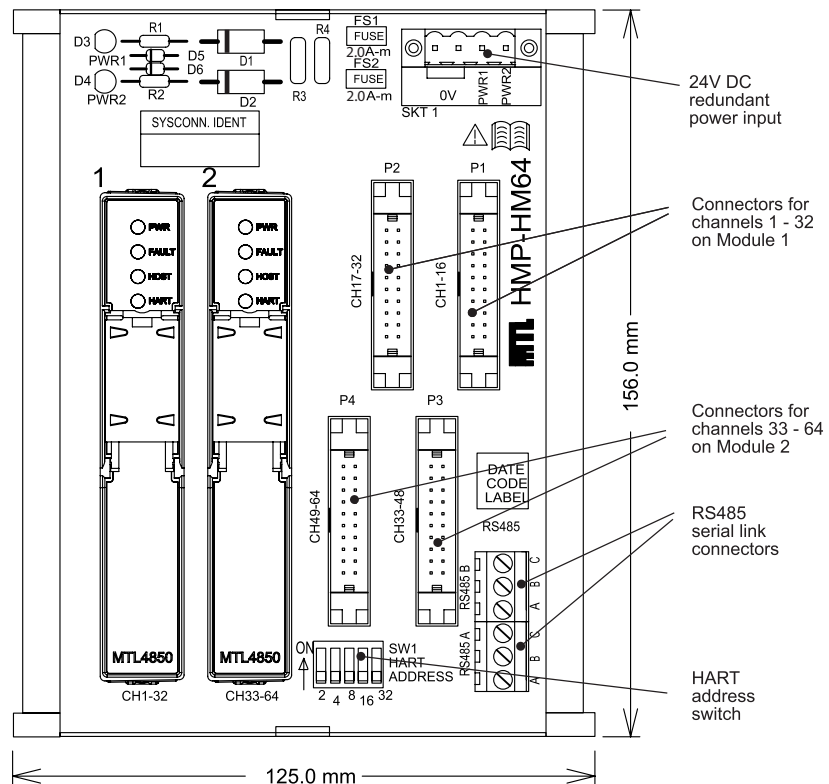 D3
R1
R4
FS1
FUSE
2.0A-m
PWR1
D5
D6
D1
D4
R2
PWR2
D2
R3
FS2
FUSE
2.0A-m
0V
PWR1
PWR2
SKT 1
24V DC
redundant
power input
SYSCONN. IDENT
1
2
P2
P1
PWR
FAULT
HOST
HART
PWR
FAULT
HOST
HART
CH17-32
CH1-16
HMP-HM64
MTL
Connectors for
channels 1 - 32
on Module 1
156.0 mm
P4
P3
CH49-64
CH33-48
Connectors for
channels 33 - 64
on Module 2
DATE
CODE
LABEL
RS485
RS485 B
C
B
A
RS485 A
C
B
A
RS485
serial link
connectors
MTL4850
MTL4850
CH1-32
CH33-64
ON
SW1
HART
ADDRESS
2
4
8
16
32
HART
address
switch
125.0 mm